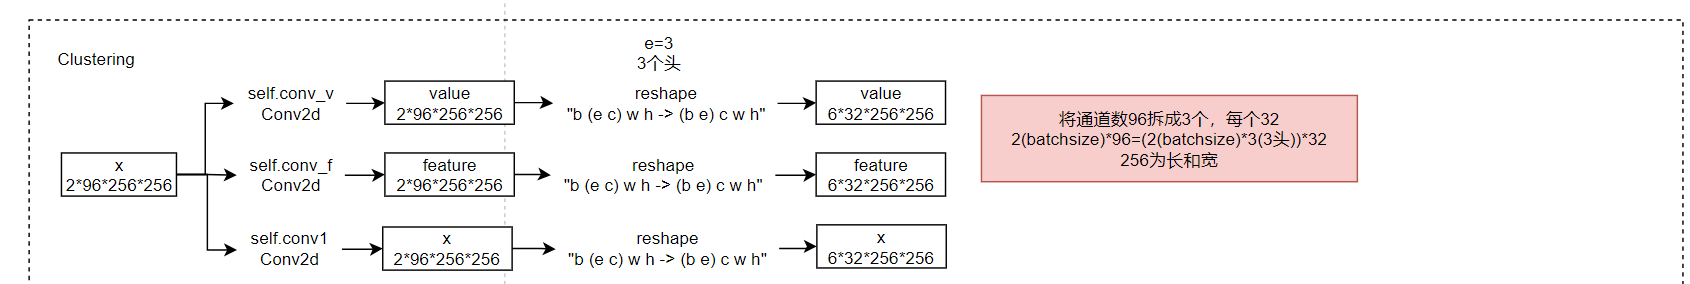 Clustering
e=3
3个头
self.conv_v
Conv2d
value
2*96*256*256
reshape
"b (e c) w h -> (b e) c w h"
value
6*32*256*256
将通道数96拆成3个，每个32
2(batchsize)*96=(2(batchsize)*3(3头))*32
256为长和宽
x
2*96*256*256
self.conv_f
Conv2d
feature
2*96*256*256
reshape
"b (e c) w h -> (b e) c w h"
feature
6*32*256*256
self.conv1
Conv2d
x
2*96*256*256
reshape
"b (e c) w h -> (b e) c w h"
x
6*32*256*256